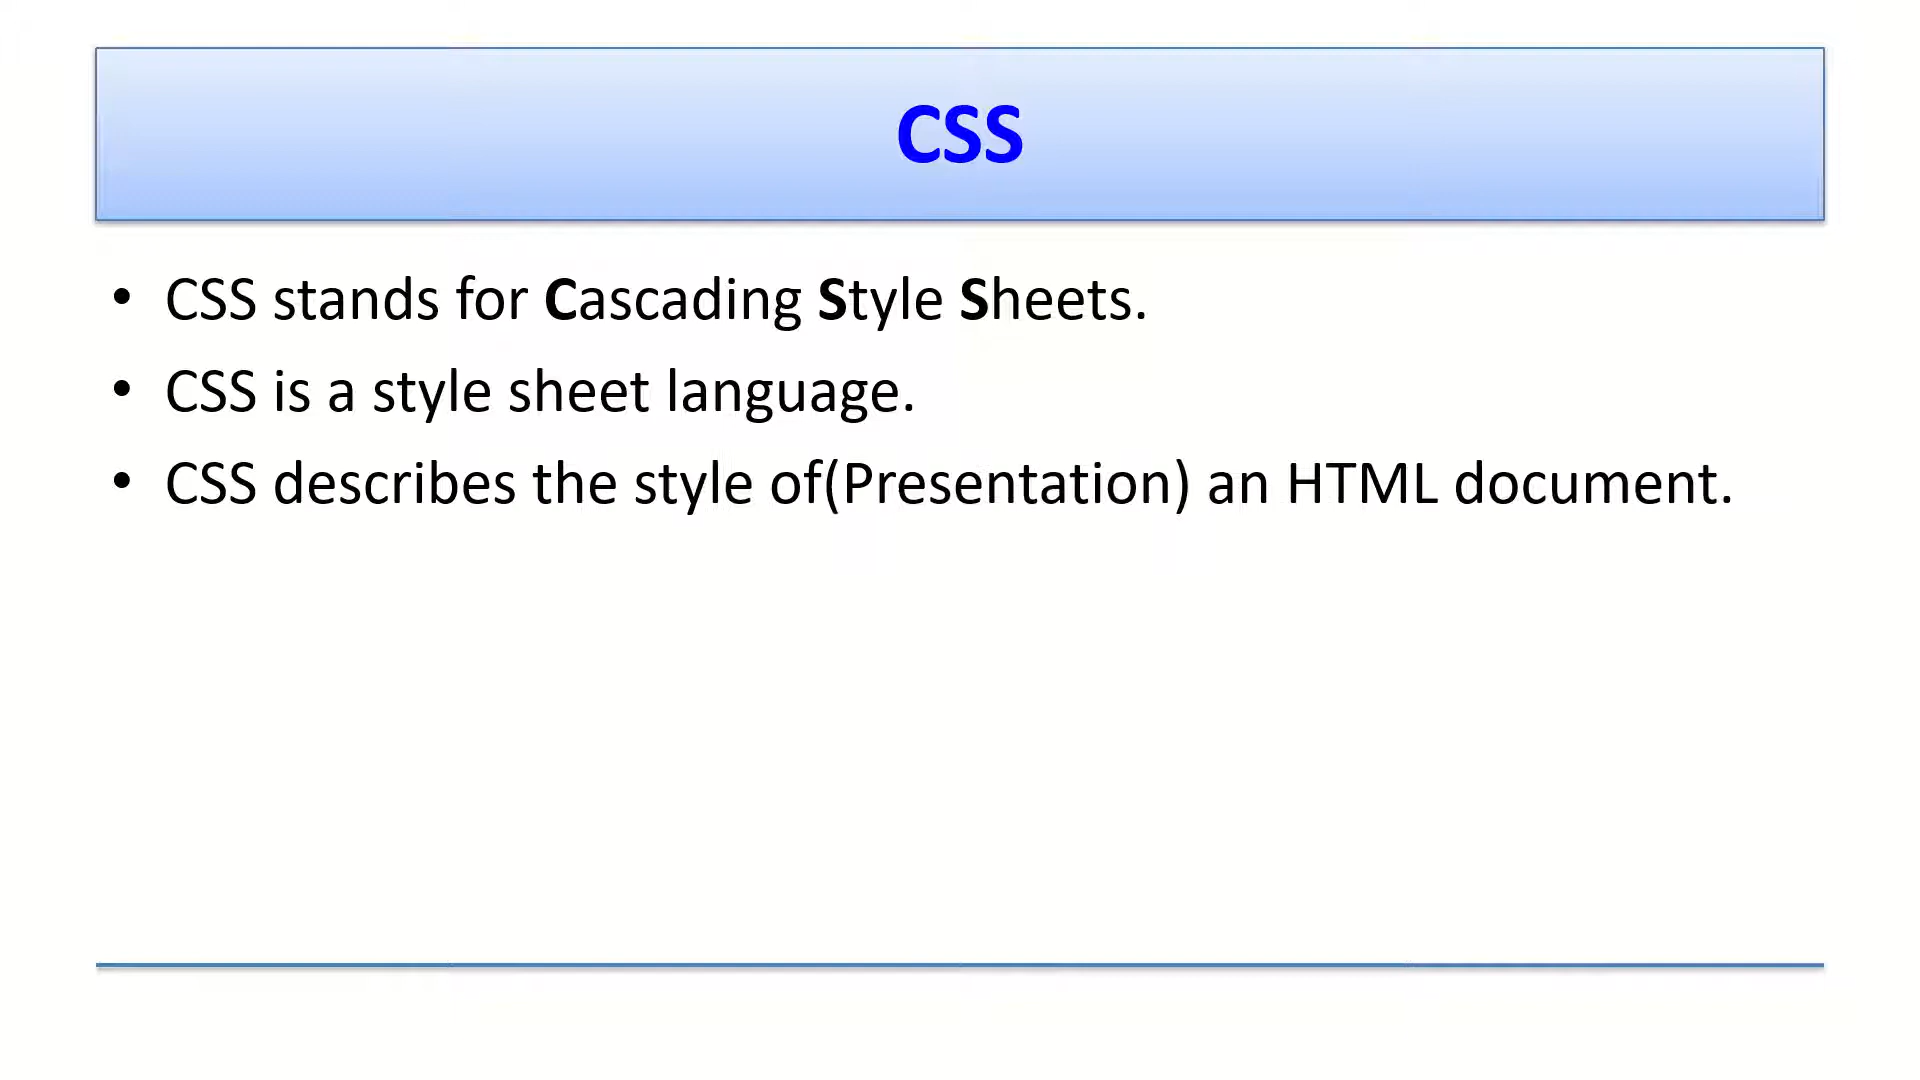 CSS
• CSS stands for Cascading Style Sheets.
• CSS is a style sheet language.
• CSS describes the style of(Presentation) an HTML document.